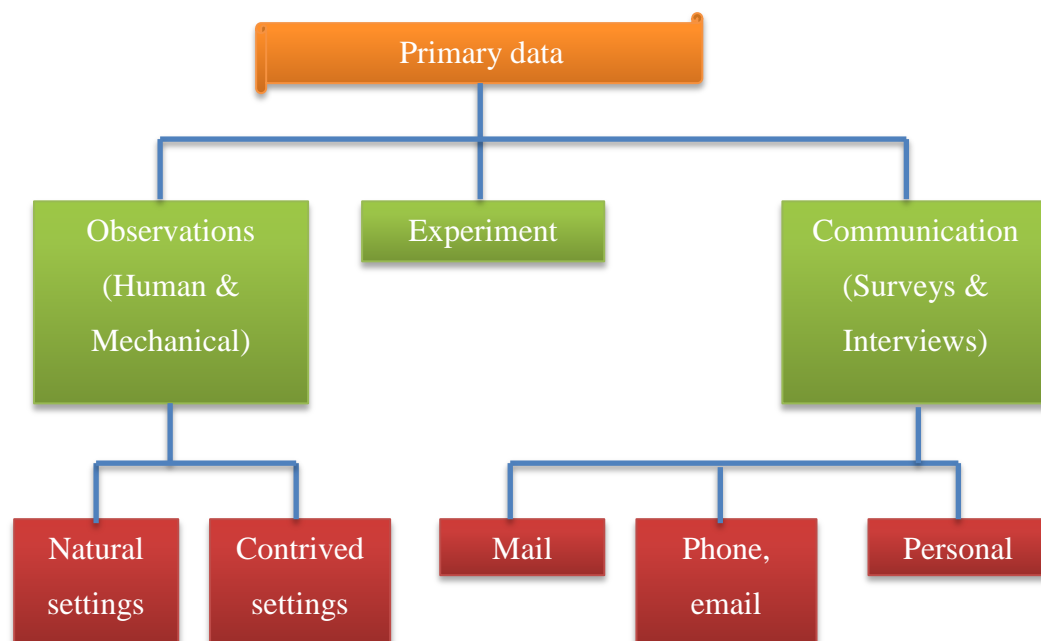 Primary data
Observations
(Human &
Mechanical)
Experiment
Communication
(Surveys &
Interviews)
Natural
settings
Contrived
settings
Mail
Phone,
email
Personal